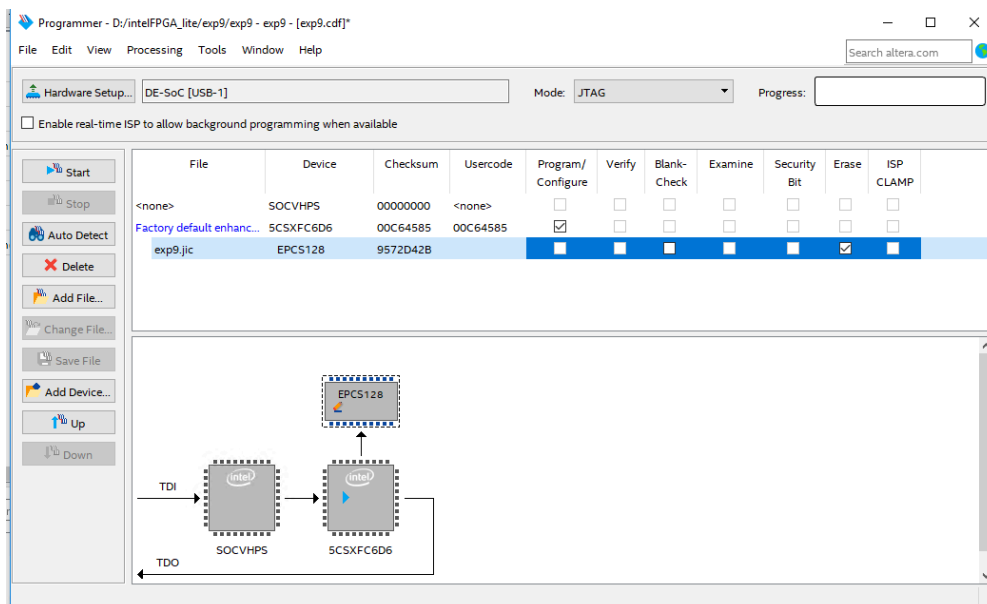 Programmer - D:/intelFPGA_lite/exp9/exp9 - exp9 - [exp9.cdf]*
File Edit View Processing Tools Window Help
Search altera.com
Hardware Setup... DE-SoC [USB-1] Mode: JTAG Progress:
Enable real-time ISP to allow background programming when available
Start
Stop
Auto Detect
Delete
Add File...
Change File...
Save File
Add Device...
Up
Down
File Device Checksum Usercode Program/ Configure Verify Blank- Check Examine Security Bit Erase ISP CLAMP
<none> SOCVHPS 00000000 <none>
Factory default enhanc... 5CSXFC6D6 00C64585 00C64585
exp9.jic EPCS128 9572D42B
EPCS128
TDI
intel
intel
SOCVHPS 5CSXFC6D6
TDO